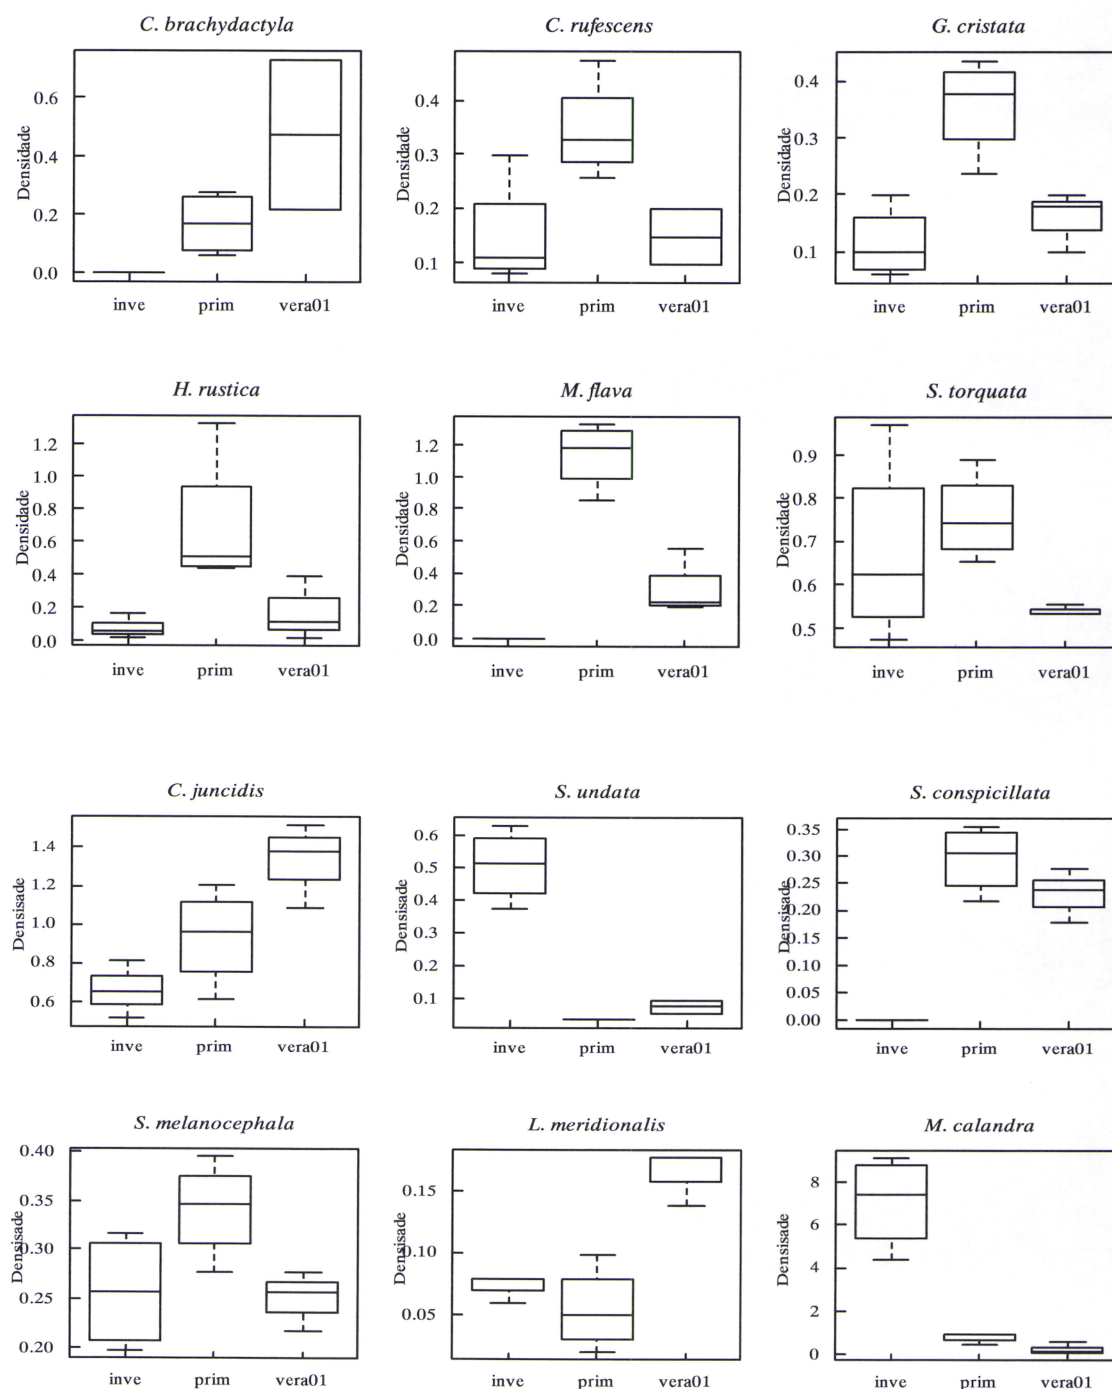 C. brachydactyla
C. rufescens
G. cristata
Densidade
0.6
0.4
0.2
0.0
inve prim vera01
Densidade
0.4
0.3
0.2
0.1
inve prim vera01
Densidade
0.4
0.3
0.2
0.1
inve prim vera01
H. rustica
M. flava
S. torquata
Densidade
1.2
1.0
0.8
0.6
0.4
0.2
0.0
inve prim vera01
Densidade
1.2
1.0
0.8
0.6
0.4
0.2
0.0
inve prim vera01
Densidade
0.9
0.8
0.7
0.6
0.5
inve prim vera01
C. juncidis
S. undata
S. conspicillata
Densisade
1.4
1.2
1.0
0.8
0.6
inve prim vera01
Densisade
0.6
0.5
0.4
0.3
0.2
0.1
inve prim vera01
Densisade
0.35
0.30
0.25
0.20
0.15
0.10
0.05
0.00
inve prim vera01
S. melanocephala
L. meridionalis
M. calandra
Densisade
0.40
0.35
0.30
0.25
0.20
inve prim vera01
Densisade
0.15
0.10
0.05
inve prim vera01
Densisade
8
6
4
2
0
inve prim vera01